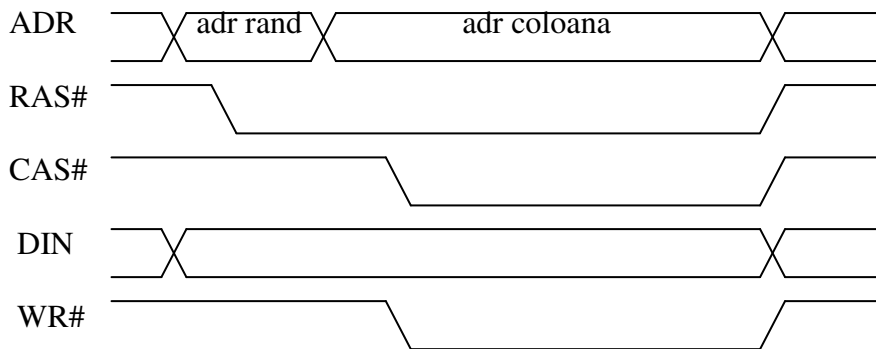 ADR adr rand adr coloana
RAS#
CAS#
DIN
WR#